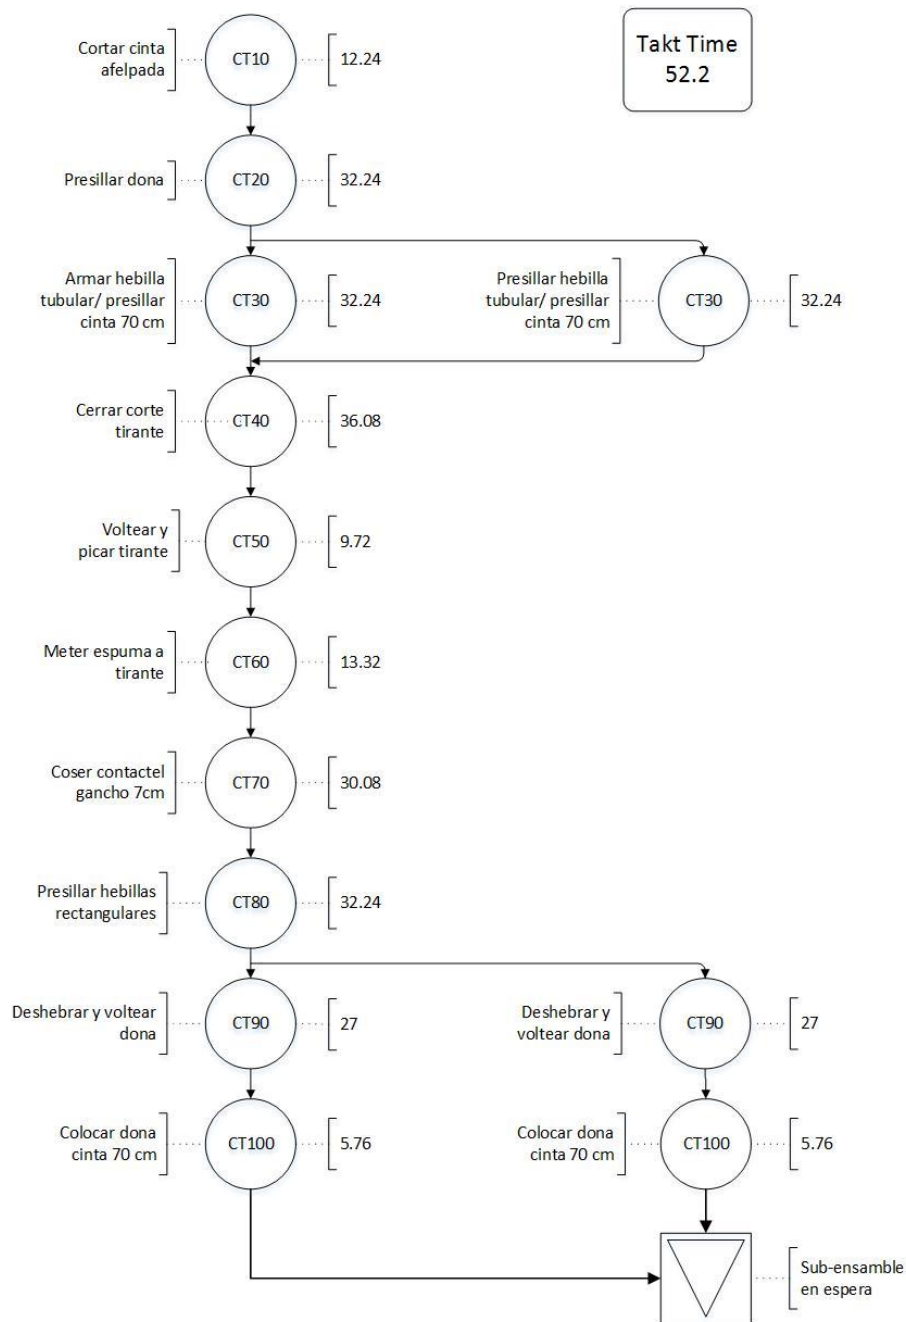 Takt Time
52.2
Cortar cinta
afelpada
CT10
12.24
Presillar dona
CT20
32.24
Armar hebilla
tubular/ presillar
cinta 70 cm
CT30
32.24
Presillar hebilla
tubular/ presillar
cinta 70 cm
CT30
32.24
Cerrar corte
tirante
CT40
36.08
Voltear y
picar tirante
CT50
9.72
Meter espuma a
tirante
CT60
13.32
Coser contactel
gancho 7cm
CT70
30.08
Presillar hebillas
rectangulares
CT80
32.24
Deshebrar y voltear
dona
CT90
27
Deshebrar y
voltear dona
CT90
27
Colocar dona
cinta 70 cm
CT100
5.76
Colocar dona
cinta 70 cm
CT100
5.76
Sub-ensamble
en espera